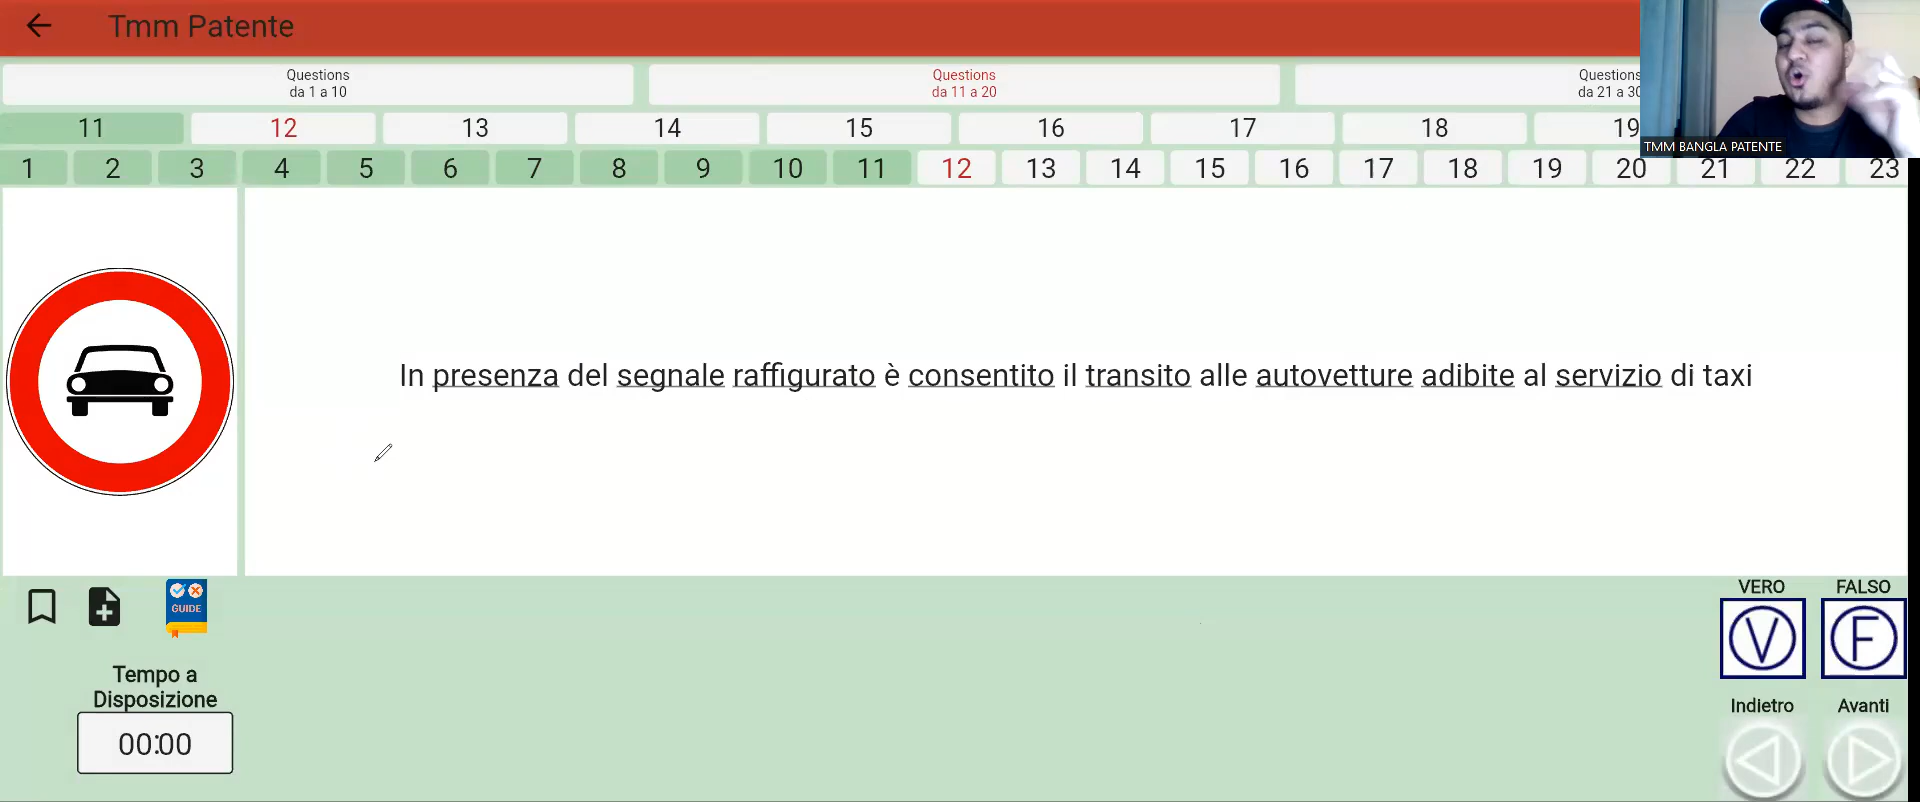 Tmm Patente
Questions
da 1 a 10
Questions
da 11 a 20
Questions
da 21 a 30
11 12 13 14 15 16 17 18 19
TMM BANGLA PATENTE
1 2 3 4 5 6 7 8 9 10 11 12 13 14 15 16 17 18 19 20 21 22 23
In presenza del segnale raffigurato è consentito il transito alle autovetture adibite al servizio di taxi
GUIDE
VERO FALSO
V F
Tempo a
Disposizione
00:00
Indietro Avanti